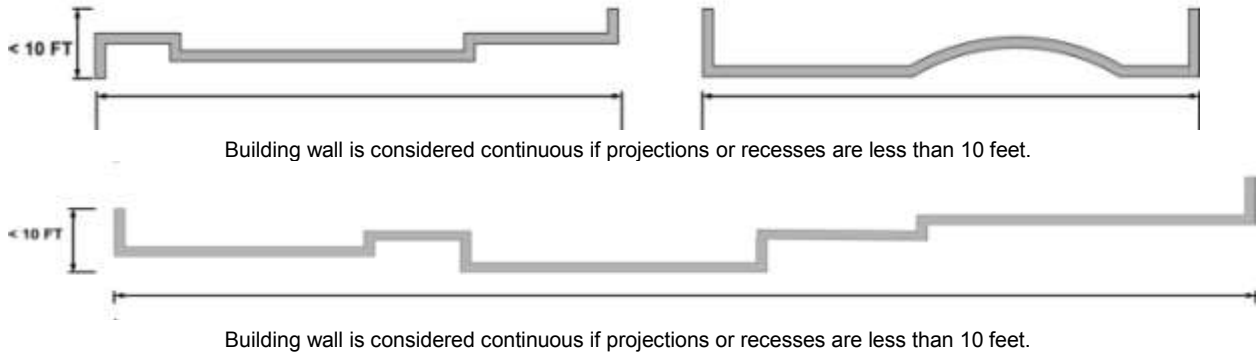 < 10 FT
Building wall is considered continuous if projections or recesses are less than 10 feet.
< 10 FT
Building wall is considered continuous if projections or recesses are less than 10 feet.